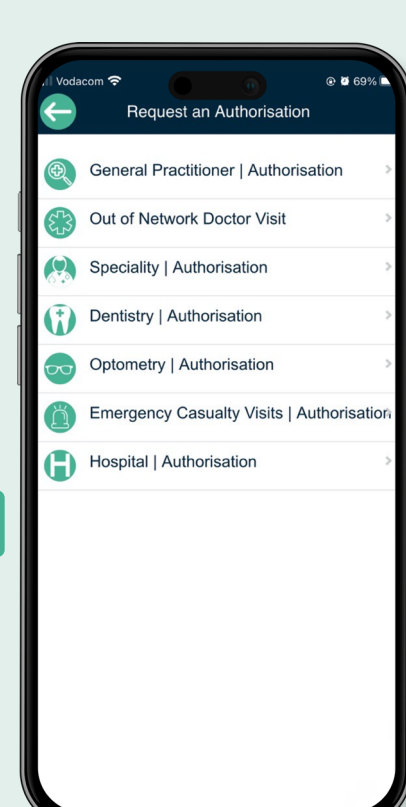 Vodacom
69%
Request an Authorisation
General Practitioner | Authorisation
Out of Network Doctor Visit
Speciality | Authorisation
Dentistry | Authorisation
Optometry | Authorisation
Emergency Casualty Visits | Authorisation
Hospital | Authorisation